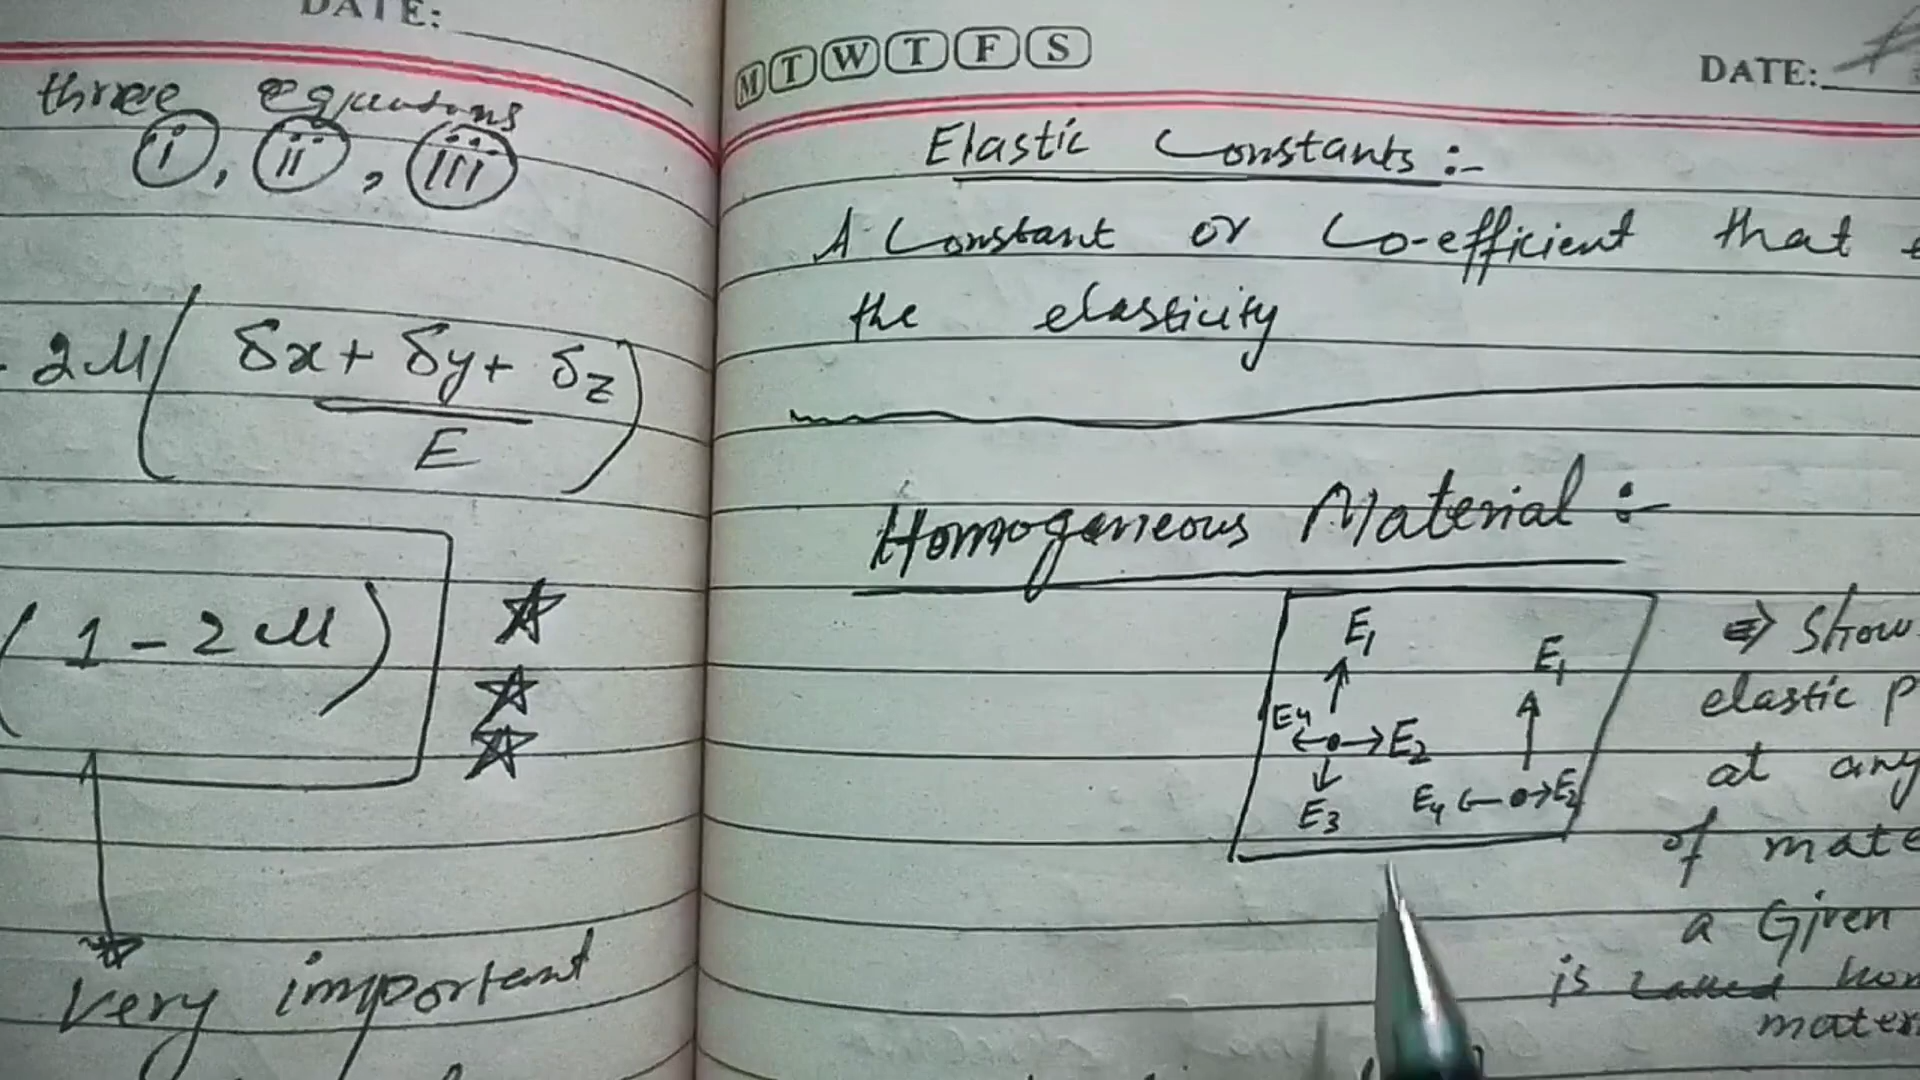 DATE:
three equations
i, ii, iii
- 2μ( δx + δy + δz / E )
( 1 - 2μ )
Very important
M T W T F S
DATE:
Elastic Constants :-
A Constant or Co-efficient that
the elasticity
Homogeneous Material :-
E1
E1
E4 E2
E3
E4 E2
⇒ Show
elastic p
at any
of mate
a Given
is called hom
mater